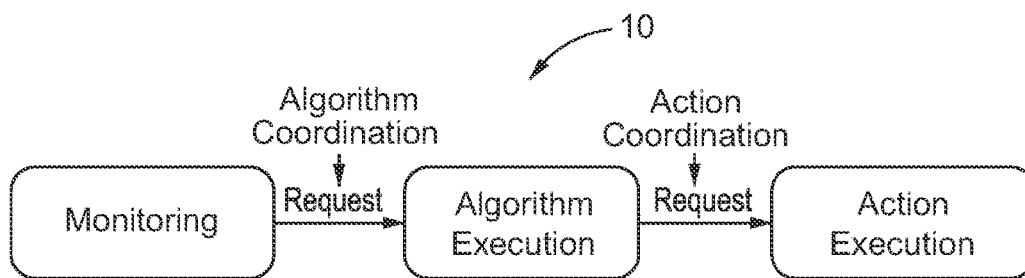 10
Algorithm
Coordination
Action
Coordination
Monitoring
Request
Algorithm
Execution
Request
Action
Execution